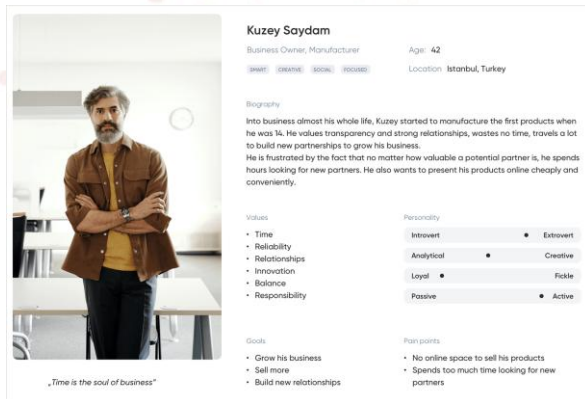 Kuzey Saydam
Business Owner, Manufacturer
Age: 42
SMART CREATIVE SOCIAL FOCUSED
Location Istanbul, Turkey
Biography
Into business almost his whole life, Kuzey started to manufacture the first products when
he was 14. He values transparency and strong relationships, wastes no time, travels a lot
to build new partnerships to grow his business.
He is frustrated by the fact that no matter how valuable a potential partner is, he spends
hours looking for new partners. He also wants to present his products online cheaply and
conveniently.
Values
• Time
• Reliability
• Relationships
• Innovation
• Balance
• Responsibility
Personality
Introvert Extrovert
Analytical Creative
Loyal Fickle
Passive Active
Goals
• Grow his business
• Sell more
• Build new relationships
Pain points
• No online space to sell his products
• Spends too much time looking for new
partners
„Time is the soul of business”